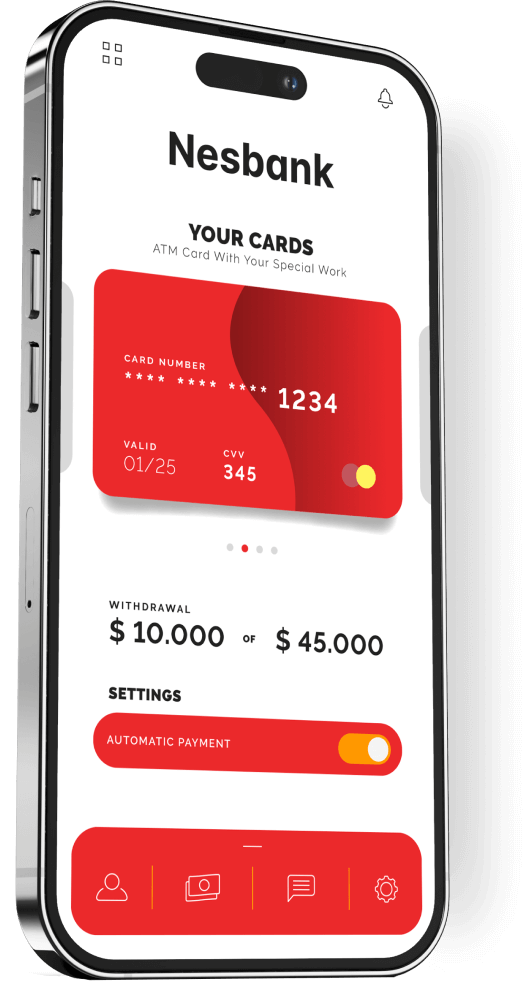 Nesbank
YOUR CARDS
ATM Card With Your Special Work
CARD NUMBER
**** **** **** 1234
VALID
01/25
CVV
345
WITHDRAWAL
$ 10.000 OF $ 45.000
SETTINGS
AUTOMATIC PAYMENT